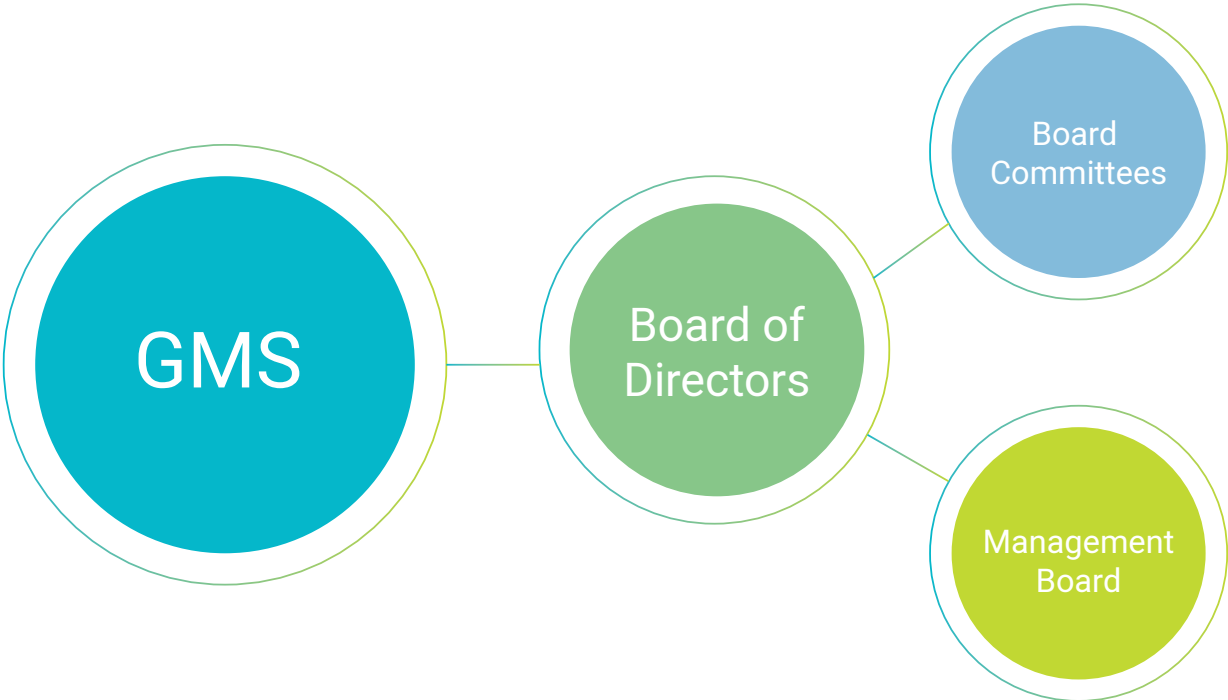 GMS
Board of
Directors
Board
Committees
Management
Board